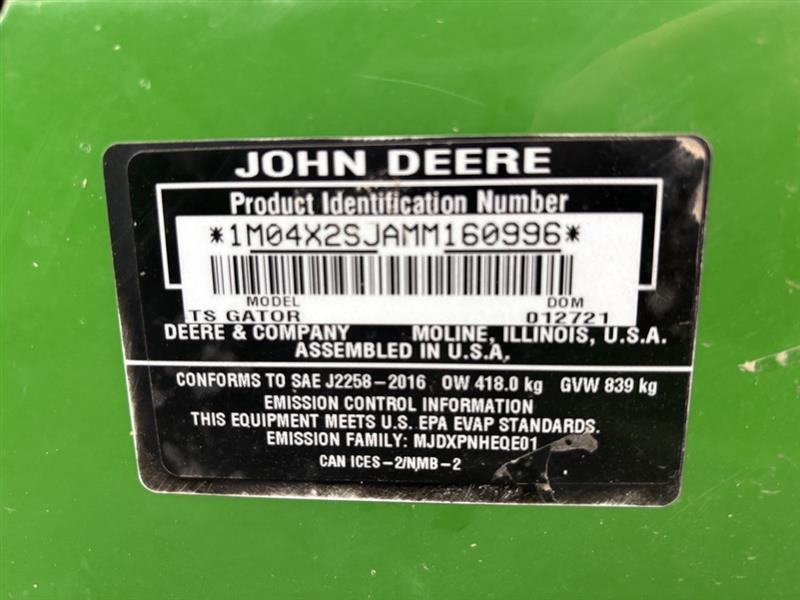 JOHN DEERE
Product Identification Number
*1M04X2SJAMM160996*
MODEL DOM
TS GATOR 012721
DEERE & COMPANY MOLINE, ILLINOIS, U.S.A.
ASSEMBLED IN U.S.A.
CONFORMS TO SAE J2258-2016 OW 418.0 kg GVW 839 kg
EMISSION CONTROL INFORMATION
THIS EQUIPMENT MEETS U.S. EPA EVAP STANDARDS.
EMISSION FAMILY: MJDXPNHEQE01
CAN ICES-2/NMB-2